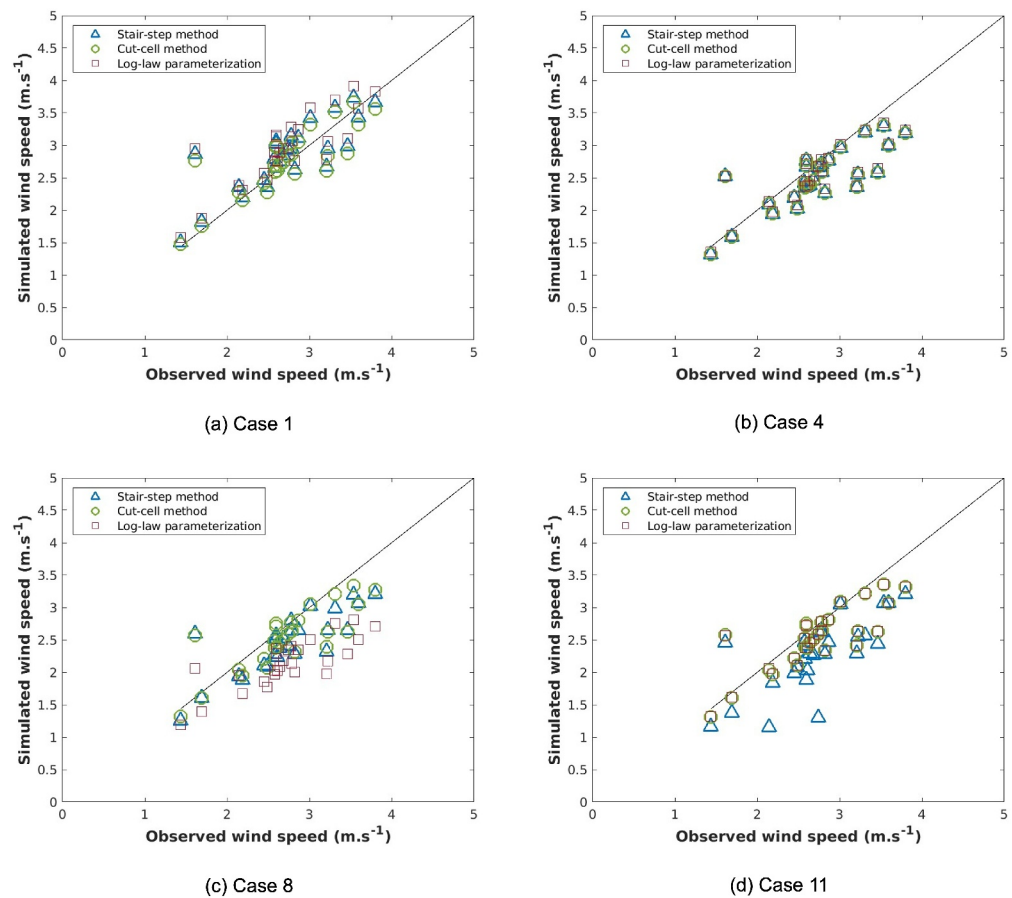 5
4.5
4
3.5
3
2.5
2
1.5
1
0.5
0
Simulated wind speed (m.s-1)
Stair-step method
Cut-cell method
Log-law parameterization
0 1 2 3 4 5
Observed wind speed (m.s-1)
(a) Case 1
5
4.5
4
3.5
3
2.5
2
1.5
1
0.5
0
Simulated wind speed (m.s-1)
Stair-step method
Cut-cell method
Log-law parameterization
0 1 2 3 4 5
Observed wind speed (m.s-1)
(b) Case 4
5
4.5
4
3.5
3
2.5
2
1.5
1
0.5
0
Simulated wind speed (m.s-1)
Stair-step method
Cut-cell method
Log-law parameterization
0 1 2 3 4 5
Observed wind speed (m.s-1)
(c) Case 8
5
4.5
4
3.5
3
2.5
2
1.5
1
0.5
0
Simulated wind speed (m.s-1)
Stair-step method
Cut-cell method
Log-law parameterization
0 1 2 3 4 5
Observed wind speed (m.s-1)
(d) Case 11